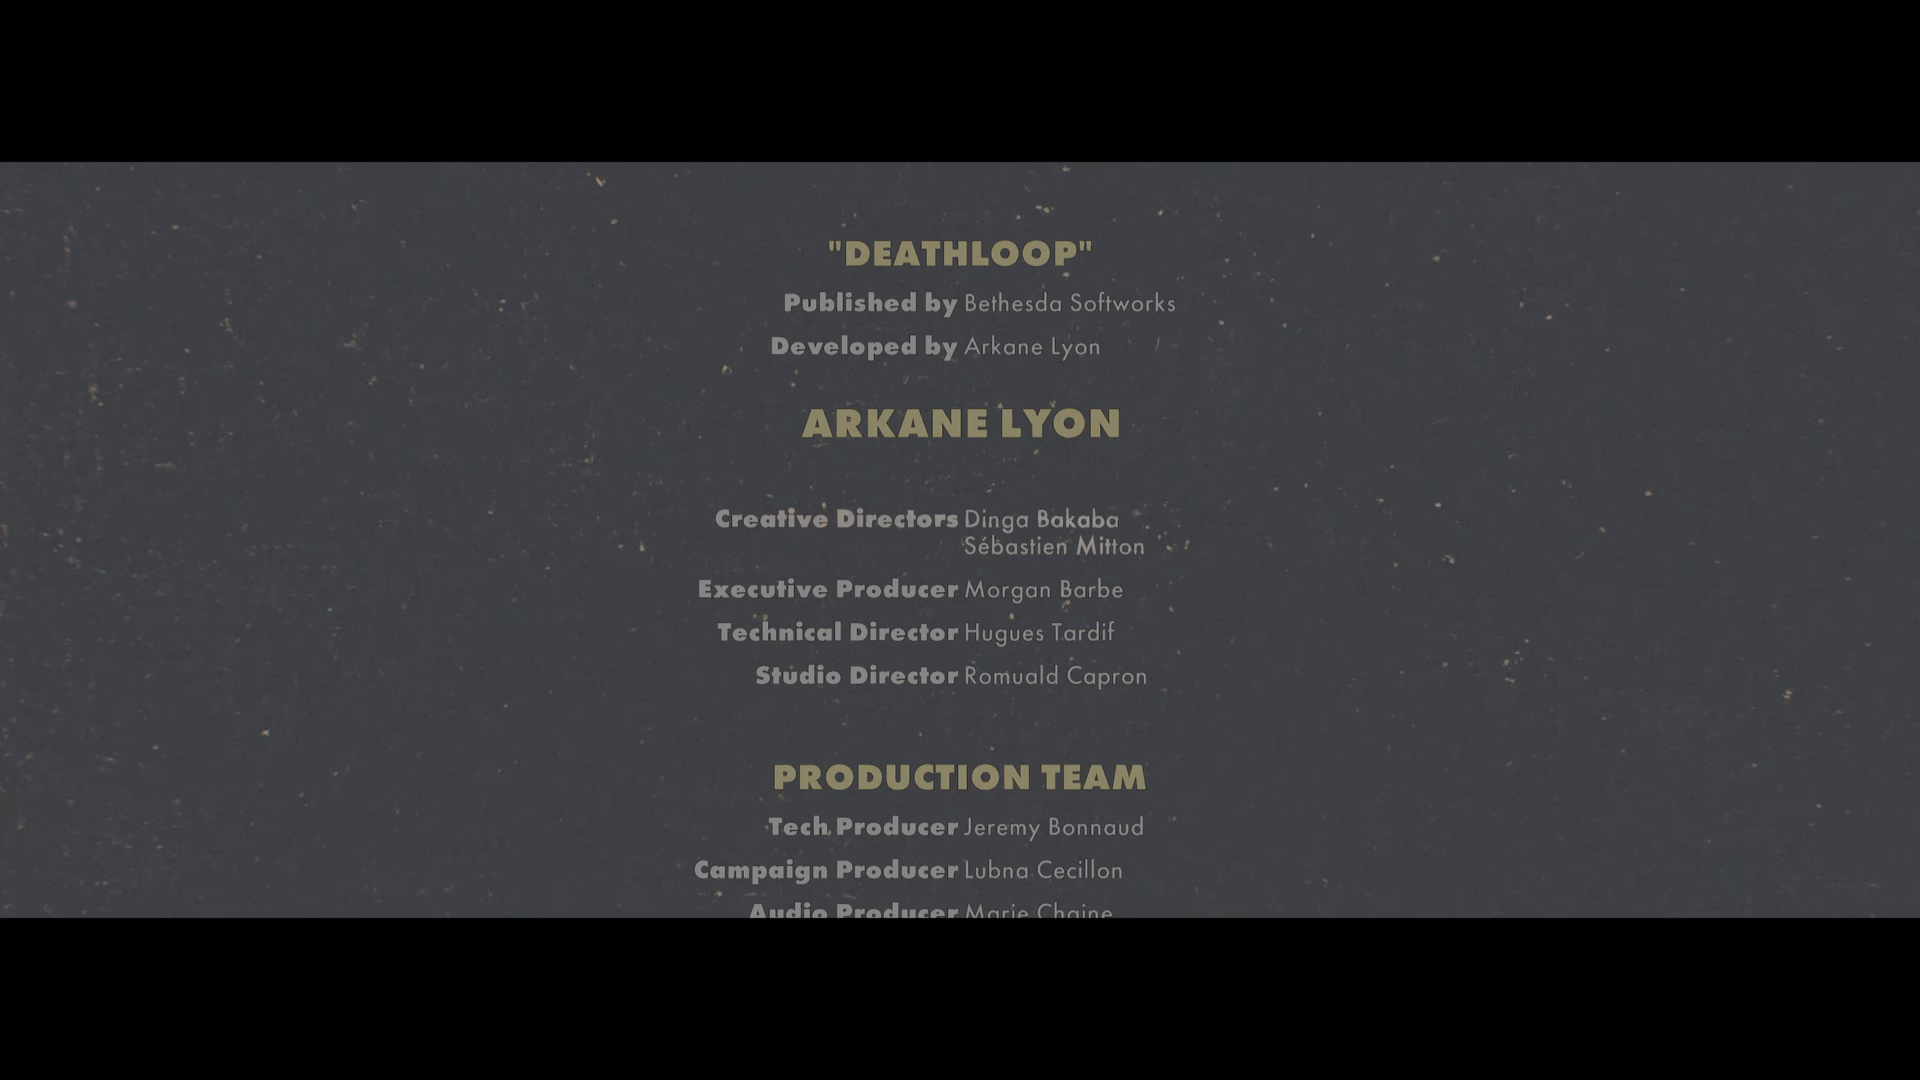 "DEATHLOOP"
Published by Bethesda Softworks
Developed by Arkane Lyon
ARKANE LYON
Creative Directors Dinga Bakaba
Sébastien Mitton
Executive Producer Morgan Barbe
Technical Director Hugues Tardif
Studio Director Romuald Capron
PRODUCTION TEAM
Tech Producer Jeremy Bonnaud
Campaign Producer Lubna Cecillon
Audio Producer Marie Chaine